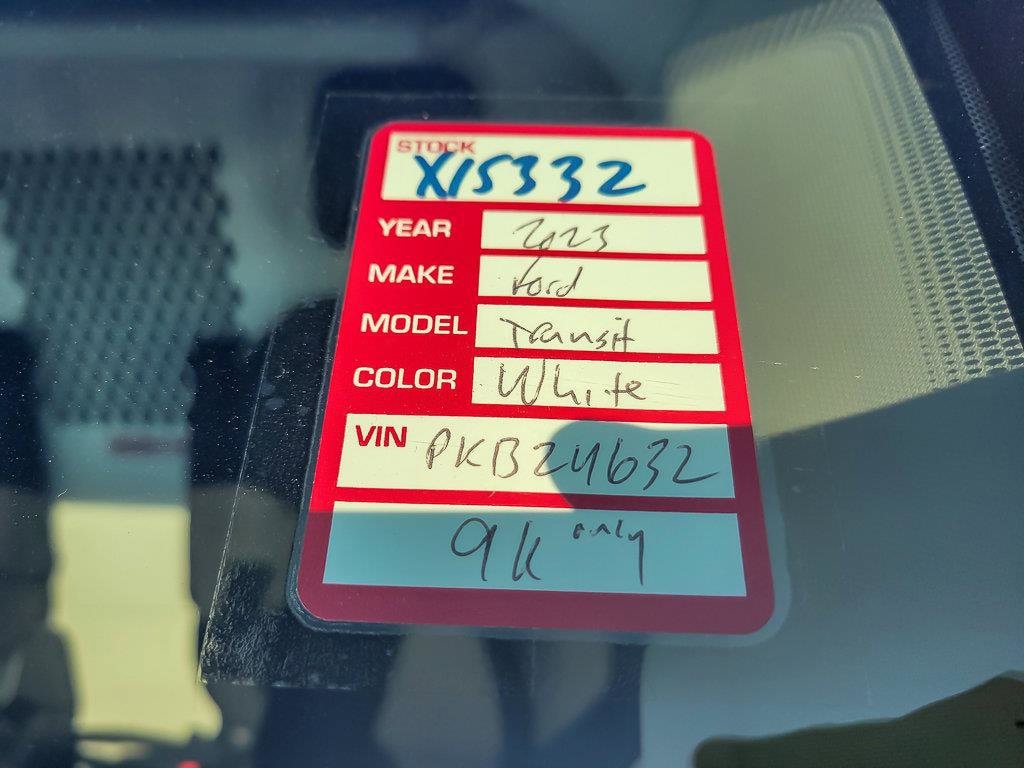 STOCK X15332
YEAR 2023
MAKE Ford
MODEL Transit
COLOR White
VIN PKB24632
9K only